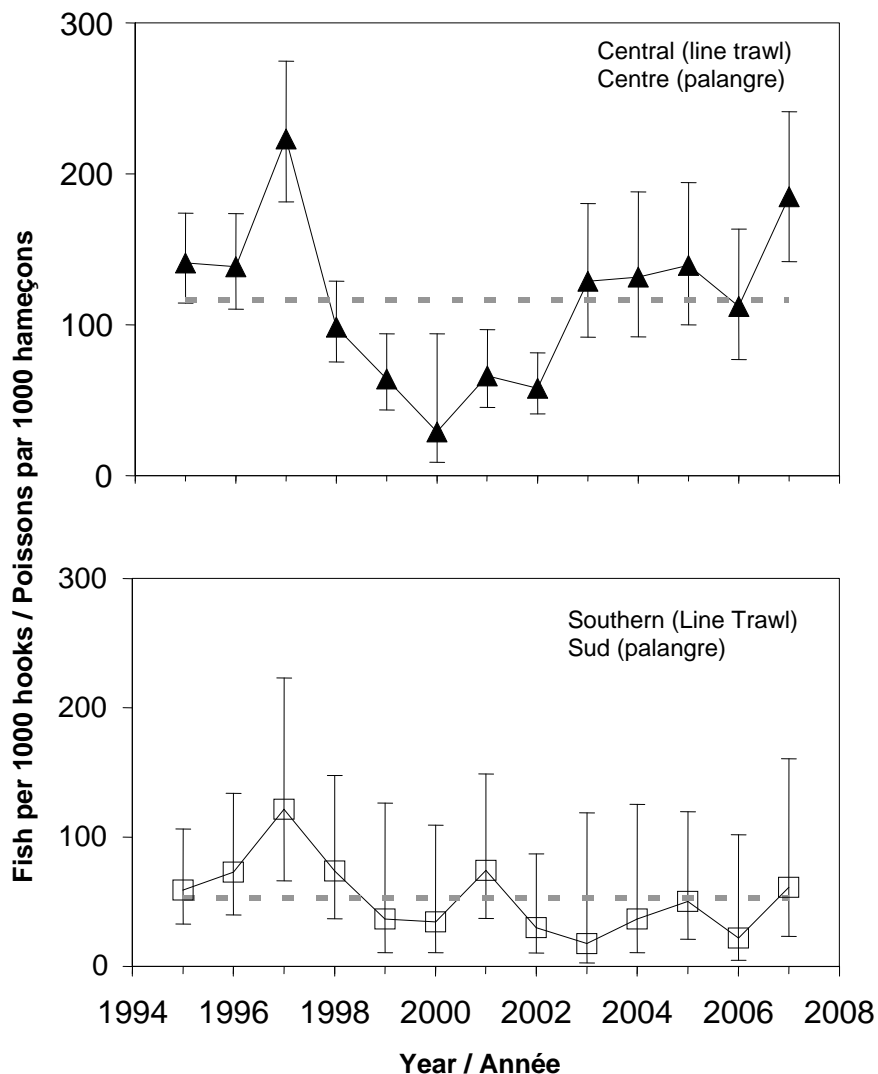 Fish per 1000 hooks / Poissons par 1000 hameçons
300
200
100
0
Central (line trawl)
Centre (palangre)
300
200
100
0
Southern (Line Trawl)
Sud (palangre)
1994 1996 1998 2000 2002 2004 2006 2008
Year / Année